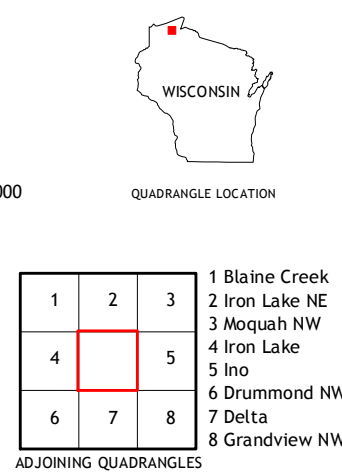 WISCONSIN
000
QUADRANGLE LOCATION
1 2 3
4 5
6 7 8
1 Blaine Creek
2 Iron Lake NE
3 Moquah NW
4 Iron Lake
5 Ino
6 Drummond NW
7 Delta
8 Grandview NW
ADJOINING QUADRANGLES